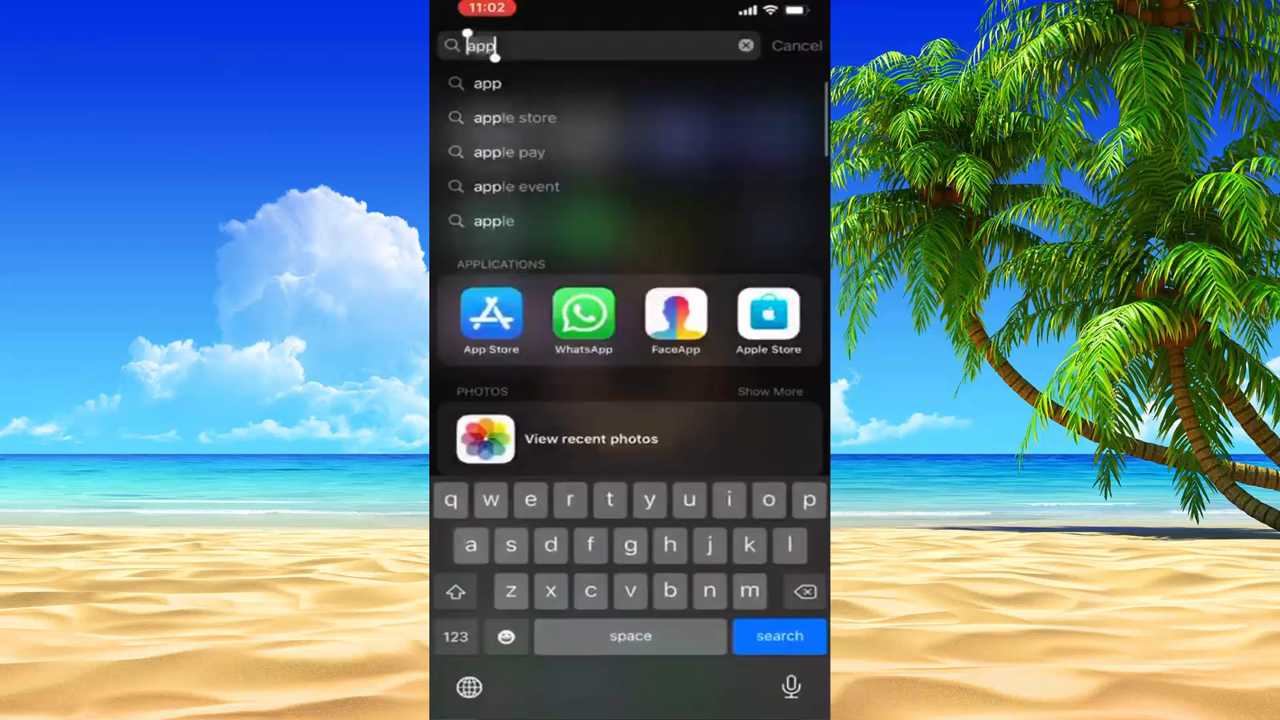 11:02
app
Cancel
app
apple store
apple pay
apple event
apple
APPLICATIONS
App Store
WhatsApp
FaceApp
Apple Store
PHOTOS
Show More
View recent photos
q w e r t y u i o p
a s d f g h j k l
z x c v b n m
123
space
search